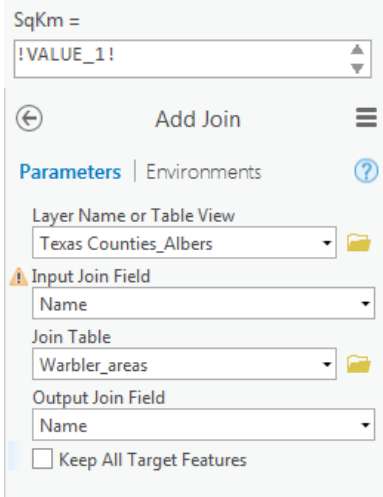 SqKm =
!VALUE_1!
Add Join
Parameters | Environments
Layer Name or Table View
Texas Counties_Albers
Input Join Field
Name
Join Table
Warbler_areas
Output Join Field
Name
Keep All Target Features